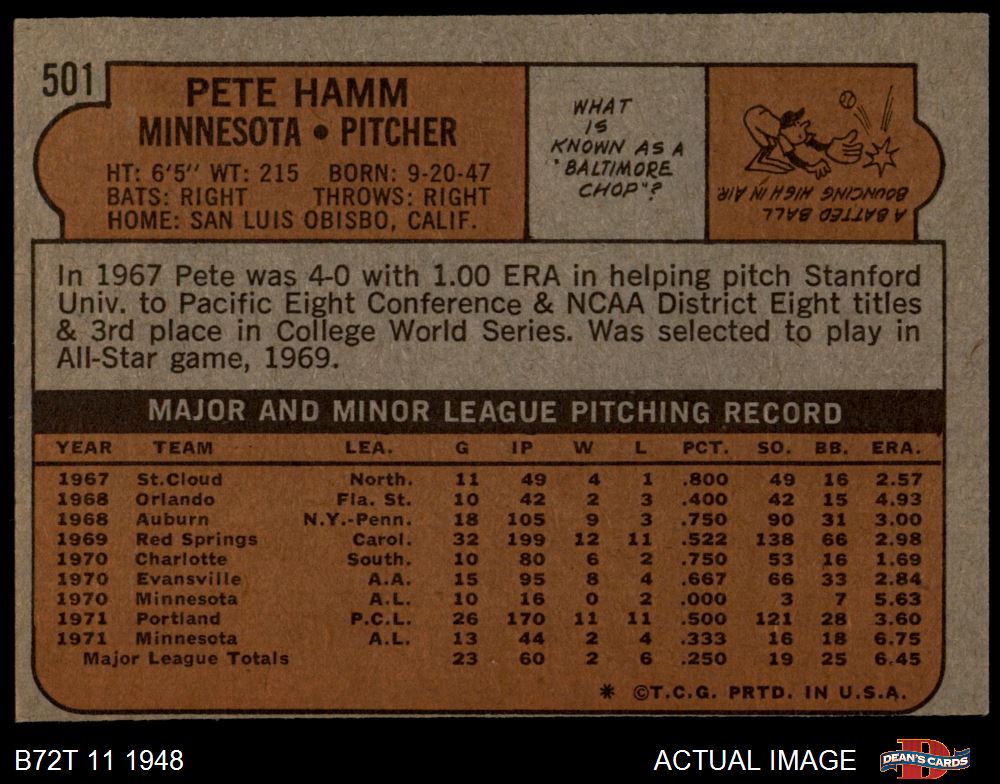 501
PETE HAMM
MINNESOTA • PITCHER
HT: 6'5" WT: 215 BORN: 9-20-47
BATS: RIGHT THROWS: RIGHT
HOME: SAN LUIS OBISBO, CALIF.
WHAT
IS
KNOWN AS A
"BALTIMORE
CHOP"?
A BATTED BALL
BOUNCING HIGH IN AIR
In 1967 Pete was 4-0 with 1.00 ERA in helping pitch Stanford
Univ. to Pacific Eight Conference & NCAA District Eight titles
& 3rd place in College World Series. Was selected to play in
All-Star game, 1969.
MAJOR AND MINOR LEAGUE PITCHING RECORD
YEAR TEAM LEA. G IP W L PCT. SO. BB. ERA.
1967 St.Cloud North. 11 49 4 1 .800 49 16 2.57
1968 Orlando Fla. St. 10 42 2 3 .400 42 15 4.93
1968 Auburn N.Y.-Penn. 18 105 9 3 .750 90 31 3.00
1969 Red Springs Carol. 32 199 12 11 .522 138 66 2.98
1970 Charlotte South. 10 80 6 2 .750 53 16 1.69
1970 Evansville A.A. 15 95 8 4 .667 66 33 2.84
1970 Minnesota A.L. 10 16 0 2 .000 3 7 5.63
1971 Portland P.C.L. 26 170 11 11 .500 121 28 3.60
1971 Minnesota A.L. 13 44 2 4 .333 16 18 6.75
Major League Totals 23 60 2 6 .250 19 25 6.45
* ©T.C.G. PRTD. IN U.S.A.
B72T 11 1948
ACTUAL IMAGE
DEAN'S CARDS